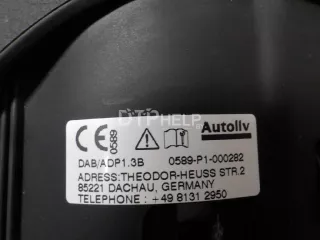 DTPHELP
CE 0589 Autoliv
DAB/ADP1.3B 0589-P1-000282
ADRESS:THEODOR-HEUSS STR.2
85221 DACHAU, GERMANY
TELEPHONE : +49 8131 2950